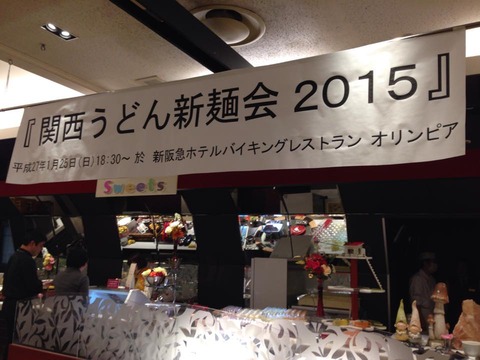 『関西うどん新麺会 2015』
平成27年1月25日(日)18:30～ 於 新阪急ホテルバイキングレストラン オリンピア
Sweets